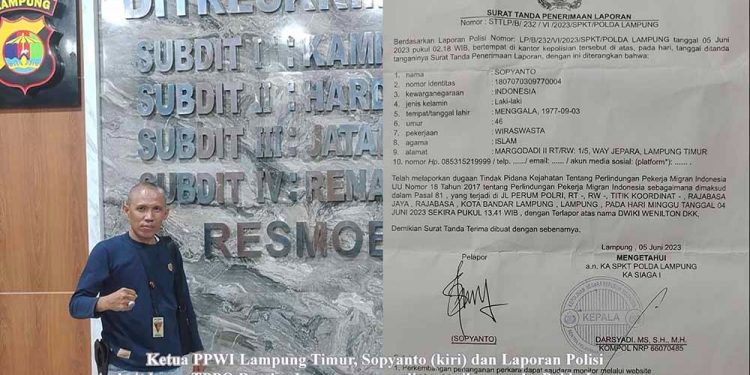 LAMPUNG
DITRESKRIM
SUBDIT I : KAM
SUBDIT II : HARD
SUBDIT III : JATA
SUBDIT IV : RENA
RESMOB
SURAT TANDA PENERIMAAN LAPORAN
Nomor : STTLP/B/ 232 / VI /2023/SPKT/POLDA LAMPUNG
Berdasarkan Laporan Polisi Nomor: LP/B/232/VI/2023/SPKT/POLDA LAMPUNG tanggal 05 Juni
2023 pukul 02.18 WIB, pertempat di kantor kepolisian tersebut di atas, pada hari, tanggal ditanda
tanganinya Surat Tanda Penerimaan Laporan, dengan ini diterangkan bahwa:
1. nama : SOPYANTO
2. nomor identitas : 1807070309770004
3. kewarganegaraan : INDONESIA
4. jenis kelamin : Laki-laki
5. tempat/tanggal lahir : MENGGALA, 1977-09-03
6. umur : 46
7. pekerjaan : WIRASWASTA
8. agama : ISLAM
9. alamat : MARGODADI II RT/RW: 1/5, WAY JEPARA, LAMPUNG TIMUR
10. nomor Hp. 085315219999 / telp. ..... / email: ...... / akun media sosial: (platform*): ......
Telah melaporkan dugaan Tindak Pidana Kejahatan Tentang Perlindungan Pekerja Migran Indonesia
UU Nomor 18 Tahun 2017 tentang Perlindungan Pekerja Migran Indonesia sebagaimana dimaksud
dalam Pasal 81 , yang terjadi di JL PERUM POLRI, RT -, RW -, TITIK KOORDINAT - , RAJABASA
JAYA , RAJABASA , KOTA BANDAR LAMPUNG , LAMPUNG , PADA HARI MINGGU TANGGAL 04
JUNI 2023 SEKIRA PUKUL 13.41 WIB , dengan Terlapor atas nama DWIKI WENILTON DKK,
Demikian Surat Tanda Terima dibuat dengan sebenarnya.
Lampung , 05 Juni 2023
Pelapor
MENGETAHUI
a.n. KA SPKT POLDA LAMPUNG
KA SIAGA I
KEPALA
(SOPYANTO)
DARSYADI. MS, S.H., M.H.
KOMPOL NRP 66070485
Ketua PPWI Lampung Timur, Sopyanto (kiri) dan Laporan Polisi